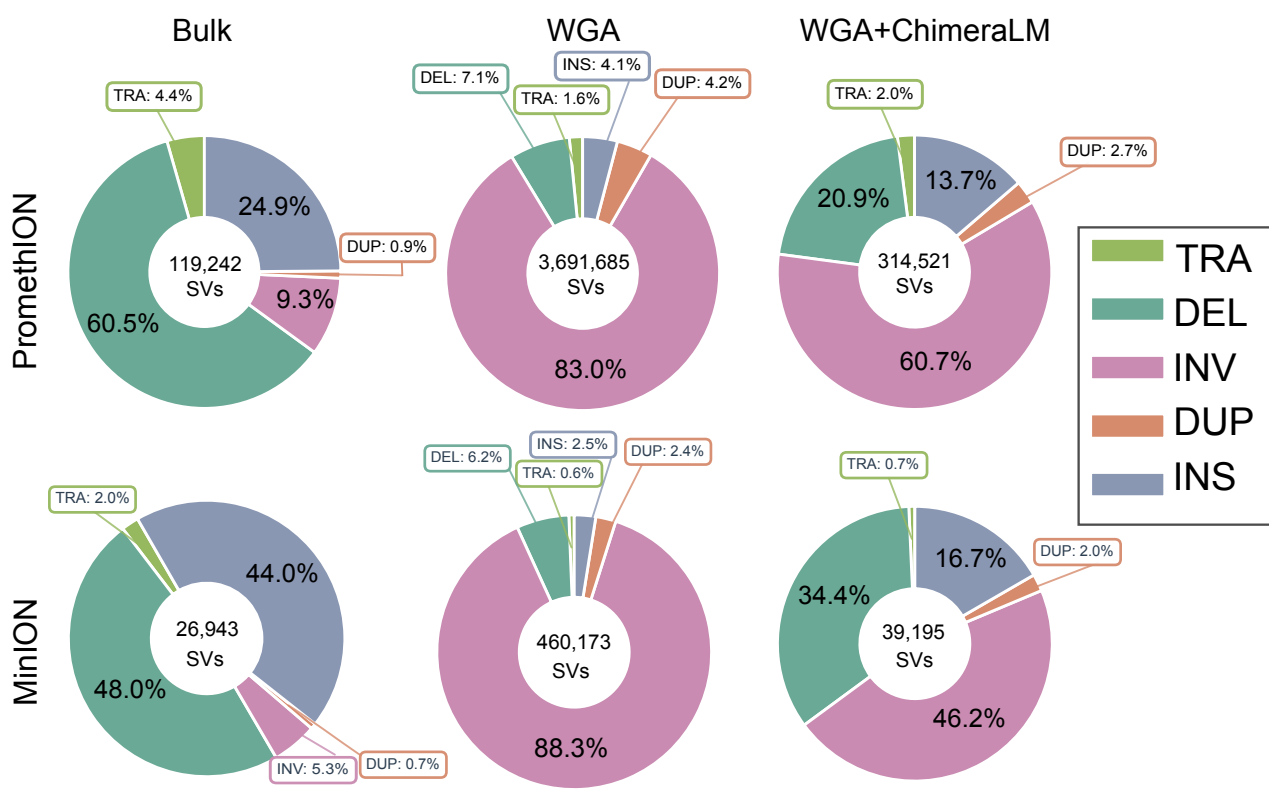 Bulk
WGA
WGA+ChimeraLM
PromethION
TRA: 4.4%
24.9%
DUP: 0.9%
9.3%
60.5%
119,242
SVs
DEL: 7.1%
TRA: 1.6%
INS: 4.1%
DUP: 4.2%
3,691,685
SVs
83.0%
TRA: 2.0%
DUP: 2.7%
13.7%
20.9%
314,521
SVs
60.7%
TRA
DEL
INV
DUP
INS
MinION
TRA: 2.0%
44.0%
26,943
SVs
48.0%
INV: 5.3%
DUP: 0.7%
DEL: 6.2%
INS: 2.5%
TRA: 0.6%
DUP: 2.4%
460,173
SVs
88.3%
TRA: 0.7%
16.7%
DUP: 2.0%
34.4%
39,195
SVs
46.2%